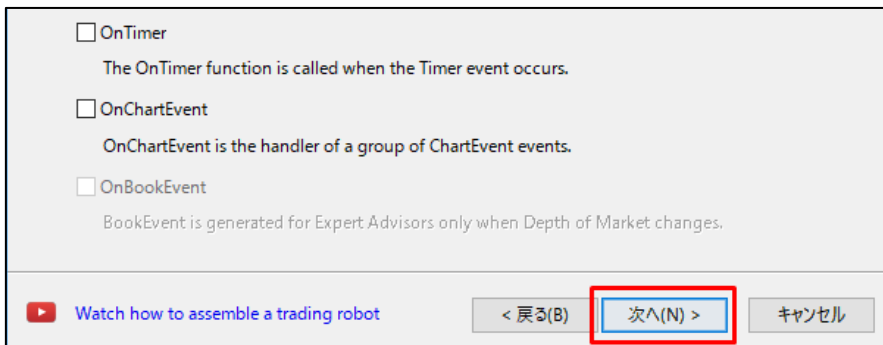 OnTimer
The OnTimer function is called when the Timer event occurs.
OnChartEvent
OnChartEvent is the handler of a group of ChartEvent events.
OnBookEvent
BookEvent is generated for Expert Advisors only when Depth of Market changes.
Watch how to assemble a trading robot
< 戻る(B)
次へ(N) >
キャンセル